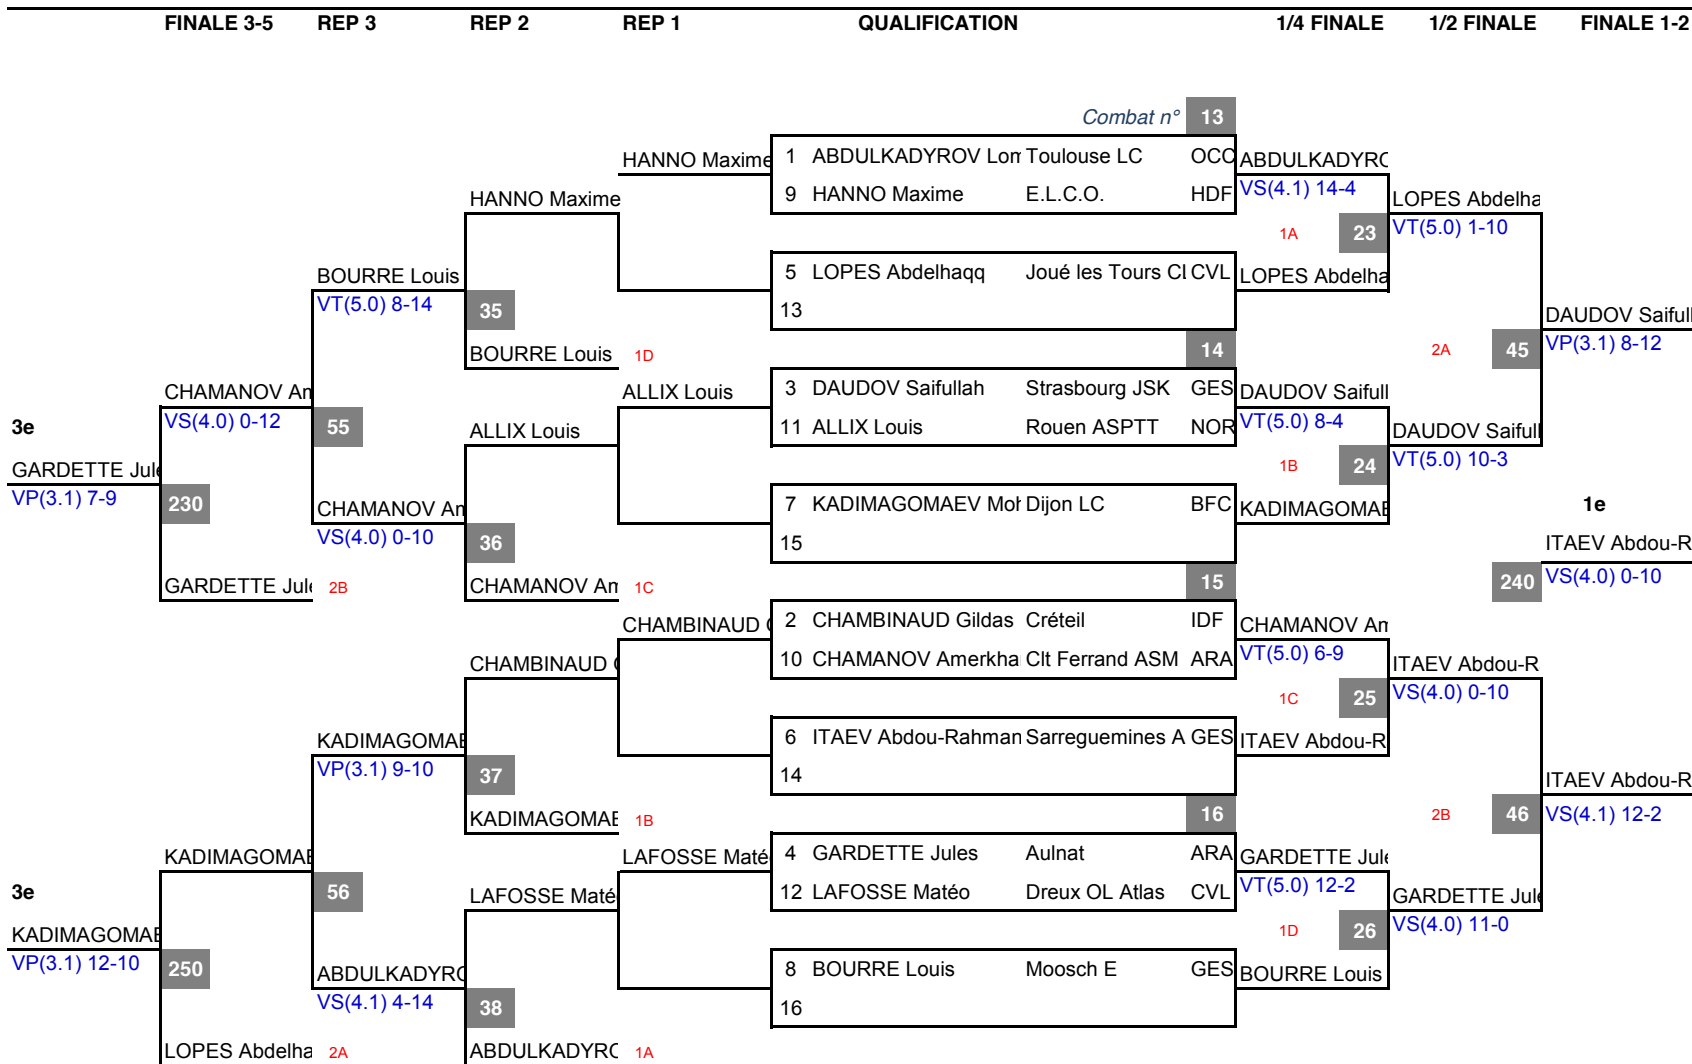 FINALE 3-5 REP 3 REP 2 REP 1 QUALIFICATION 1/4 FINALE 1/2 FINALE FINALE 1-2
Combat n° 13
HANNO Maxime 1 ABDULKADYROV Lom Toulouse LC OCC ABDULKADYRO
HANNO Maxime 9 HANNO Maxime E.L.C.O. HDF VS(4.1) 14-4 LOPES Abdelha
1A 23 VT(5.0) 1-10
BOURRE Louis 5 LOPES Abdelhaqq Joué les Tours Cl CVL LOPES Abdelha
VT(5.0) 8-14 35 13 DAUDOV Saifull
BOURRE Louis 1D 14 2A 45 VP(3.1) 8-12
CHAMANOV Am ALLIX Louis 3 DAUDOV Saifullah Strasbourg JSK GES DAUDOV Saifull
3e VS(4.0) 0-12 55 ALLIX Louis 11 ALLIX Louis Rouen ASPTT NOR VT(5.0) 8-4 DAUDOV Saifull
GARDETTE Jule 1B 24 VT(5.0) 10-3
VP(3.1) 7-9 230 CHAMANOV Am 7 KADIMAGOMAEV Moh Dijon LC BFC KADIMAGOMAE 1e
VS(4.0) 0-10 36 15 ITAEV Abdou-R
GARDETTE Jule 2B CHAMANOV Am 1C 15 240 VS(4.0) 0-10
CHAMBINAUD G 2 CHAMBINAUD Gildas Créteil IDF CHAMANOV Am
CHAMBINAUD G 10 CHAMANOV Amerkha Clt Ferrand ASM ARA VT(5.0) 6-9 ITAEV Abdou-R
1C 25 VS(4.0) 0-10
KADIMAGOMAE 6 ITAEV Abdou-Rahman Sarreguemines A GES ITAEV Abdou-R
VP(3.1) 9-10 37 14 ITAEV Abdou-R
KADIMAGOMAE 1B 16 2B 46 VS(4.1) 12-2
KADIMAGOMAE LAFOSSE Maté 4 GARDETTE Jules Aulnat ARA GARDETTE Jule
3e 56 LAFOSSE Maté 12 LAFOSSE Matéo Dreux OL Atlas CVL VT(5.0) 12-2 GARDETTE Jule
KADIMAGOMAE 1D 26 VS(4.0) 11-0
VP(3.1) 12-10 250 ABDULKADYRO 8 BOURRE Louis Moosch E GES BOURRE Louis
VS(4.1) 4-14 38 16
LOPES Abdelha 2A ABDULKADYRO 1A